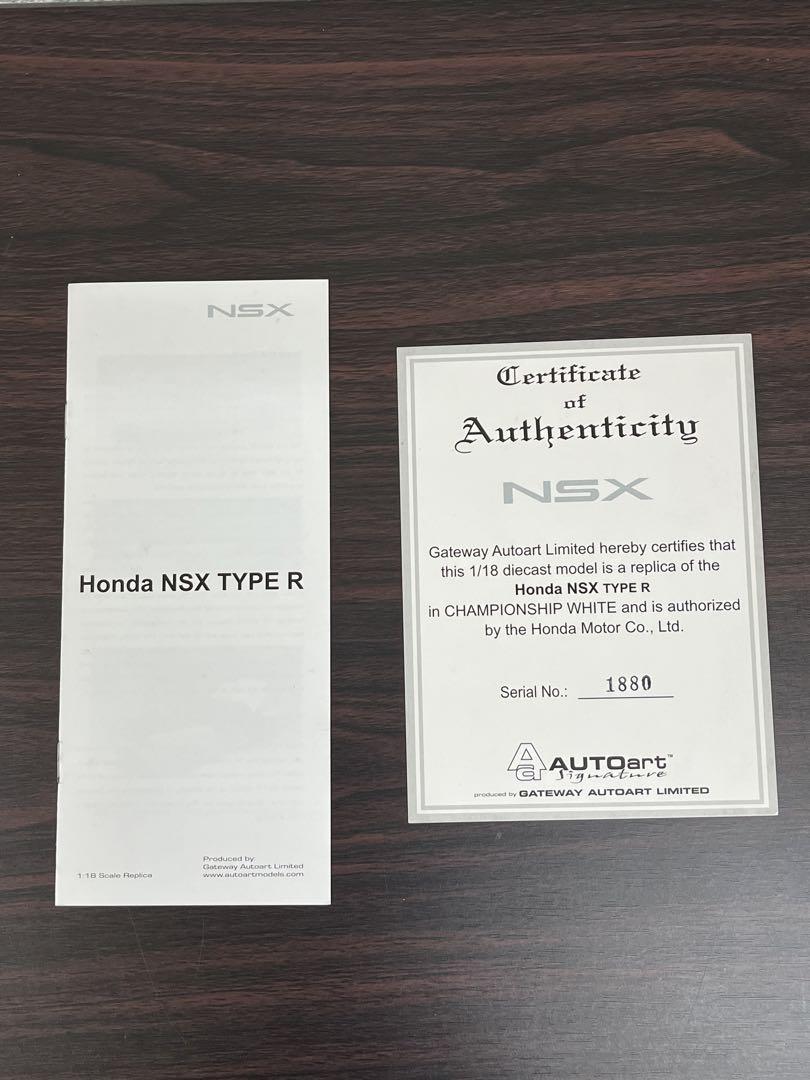 NSX
Honda NSX TYPE R
1:18 Scale Replica
Produced by
Gateway Autoart Limited
www.autoartmodels.com
Certificate
of
Authenticity
NSX
Gateway Autoart Limited hereby certifies that
this 1/18 diecast model is a replica of the
Honda NSX TYPE R
in CHAMPIONSHIP WHITE and is authorized
by the Honda Motor Co., Ltd.
Serial No.: 1880
Aa AUTOart™
Signature
produced by GATEWAY AUTOART LIMITED